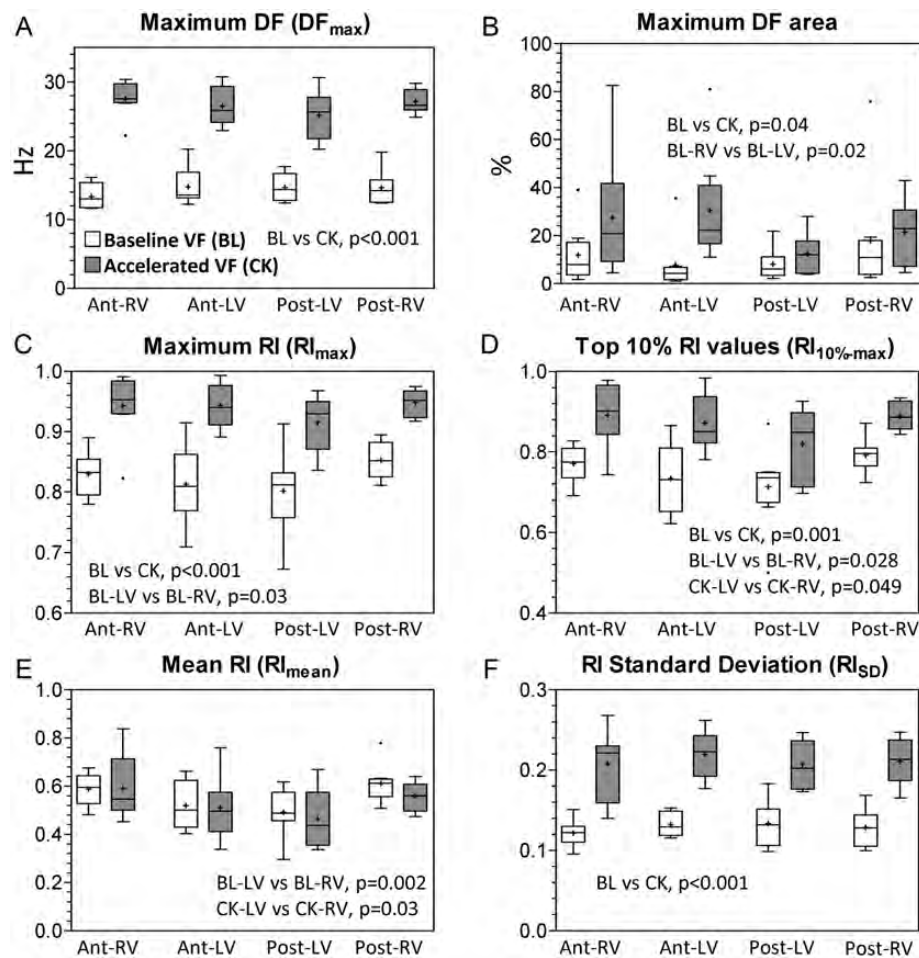 A
Maximum DF (DFmax)
Hz
30
20
10
0
Baseline VF (BL)
Accelerated VF (CK)
BL vs CK, p<0.001
Ant-RV Ant-LV Post-LV Post-RV
B
Maximum DF area
%
100
80
60
40
20
0
BL vs CK, p=0.04
BL-RV vs BL-LV, p=0.02
Ant-RV Ant-LV Post-LV Post-RV
C
Maximum RI (RImax)
1.0
0.9
0.8
0.7
0.6
BL vs CK, p<0.001
BL-LV vs BL-RV, p=0.03
Ant-RV Ant-LV Post-LV Post-RV
D
Top 10% RI values (RI10%-max)
1.0
0.8
0.6
0.4
BL vs CK, p=0.001
BL-LV vs BL-RV, p=0.028
CK-LV vs CK-RV, p=0.049
Ant-RV Ant-LV Post-LV Post-RV
E
Mean RI (RImean)
1.0
0.8
0.6
0.4
0.2
0.0
BL-LV vs BL-RV, p=0.002
CK-LV vs CK-RV, p=0.03
Ant-RV Ant-LV Post-LV Post-RV
F
RI Standard Deviation (RISD)
0.3
0.2
0.1
0.0
BL vs CK, p<0.001
Ant-RV Ant-LV Post-LV Post-RV